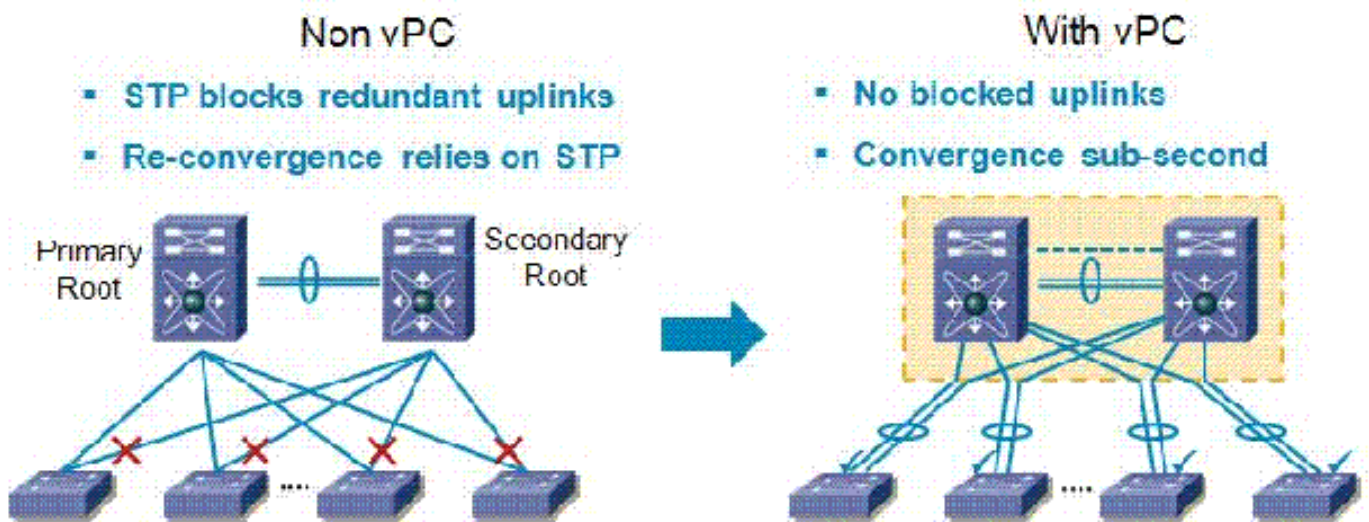 Non vPC
▪ STP blocks redundant uplinks
▪ Re-convergence relies on STP
Primary
Root
Secondary
Root
....
With vPC
▪ No blocked uplinks
▪ Convergence sub-second
....